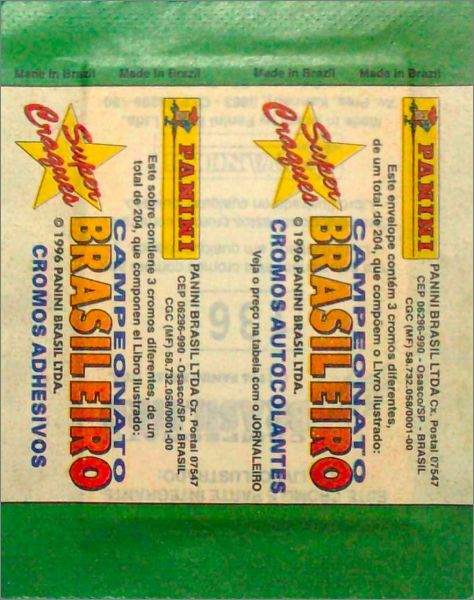 Made in Brazil Made in Brazil Made in Brazil Made in Brazil
PANINI
PANINI BRASIL LTDA Cx. Postal 07547
CEP 06296-990 - Osasco/SP - BRASIL
CGC (MF) 58.732.058/0001-00
Este envelope contém 3 cromos diferentes,
de um total de 204, que compõem o Livro Ilustrado:
Super
Craques
CAMPEONATO
BRASILEIRO
© 1996 PANINI BRASIL LTDA.
CROMOS AUTOCOLANTES
Veja o preço na tabela com o JORNALEIRO
PANINI
PANINI BRASIL LTDA Cx. Postal 07547
CEP 06296-990 - Osasco/SP - BRASIL
CGC (MF) 58.732.058/0001-00
Este sobre contiene 3 cromos diferentes, de un
total de 204, que componen el Libro Ilustrado:
Super
Craques
CAMPEONATO
BRASILEIRO
© 1996 PANINI BRASIL LTDA.
CROMOS ADHESIVOS